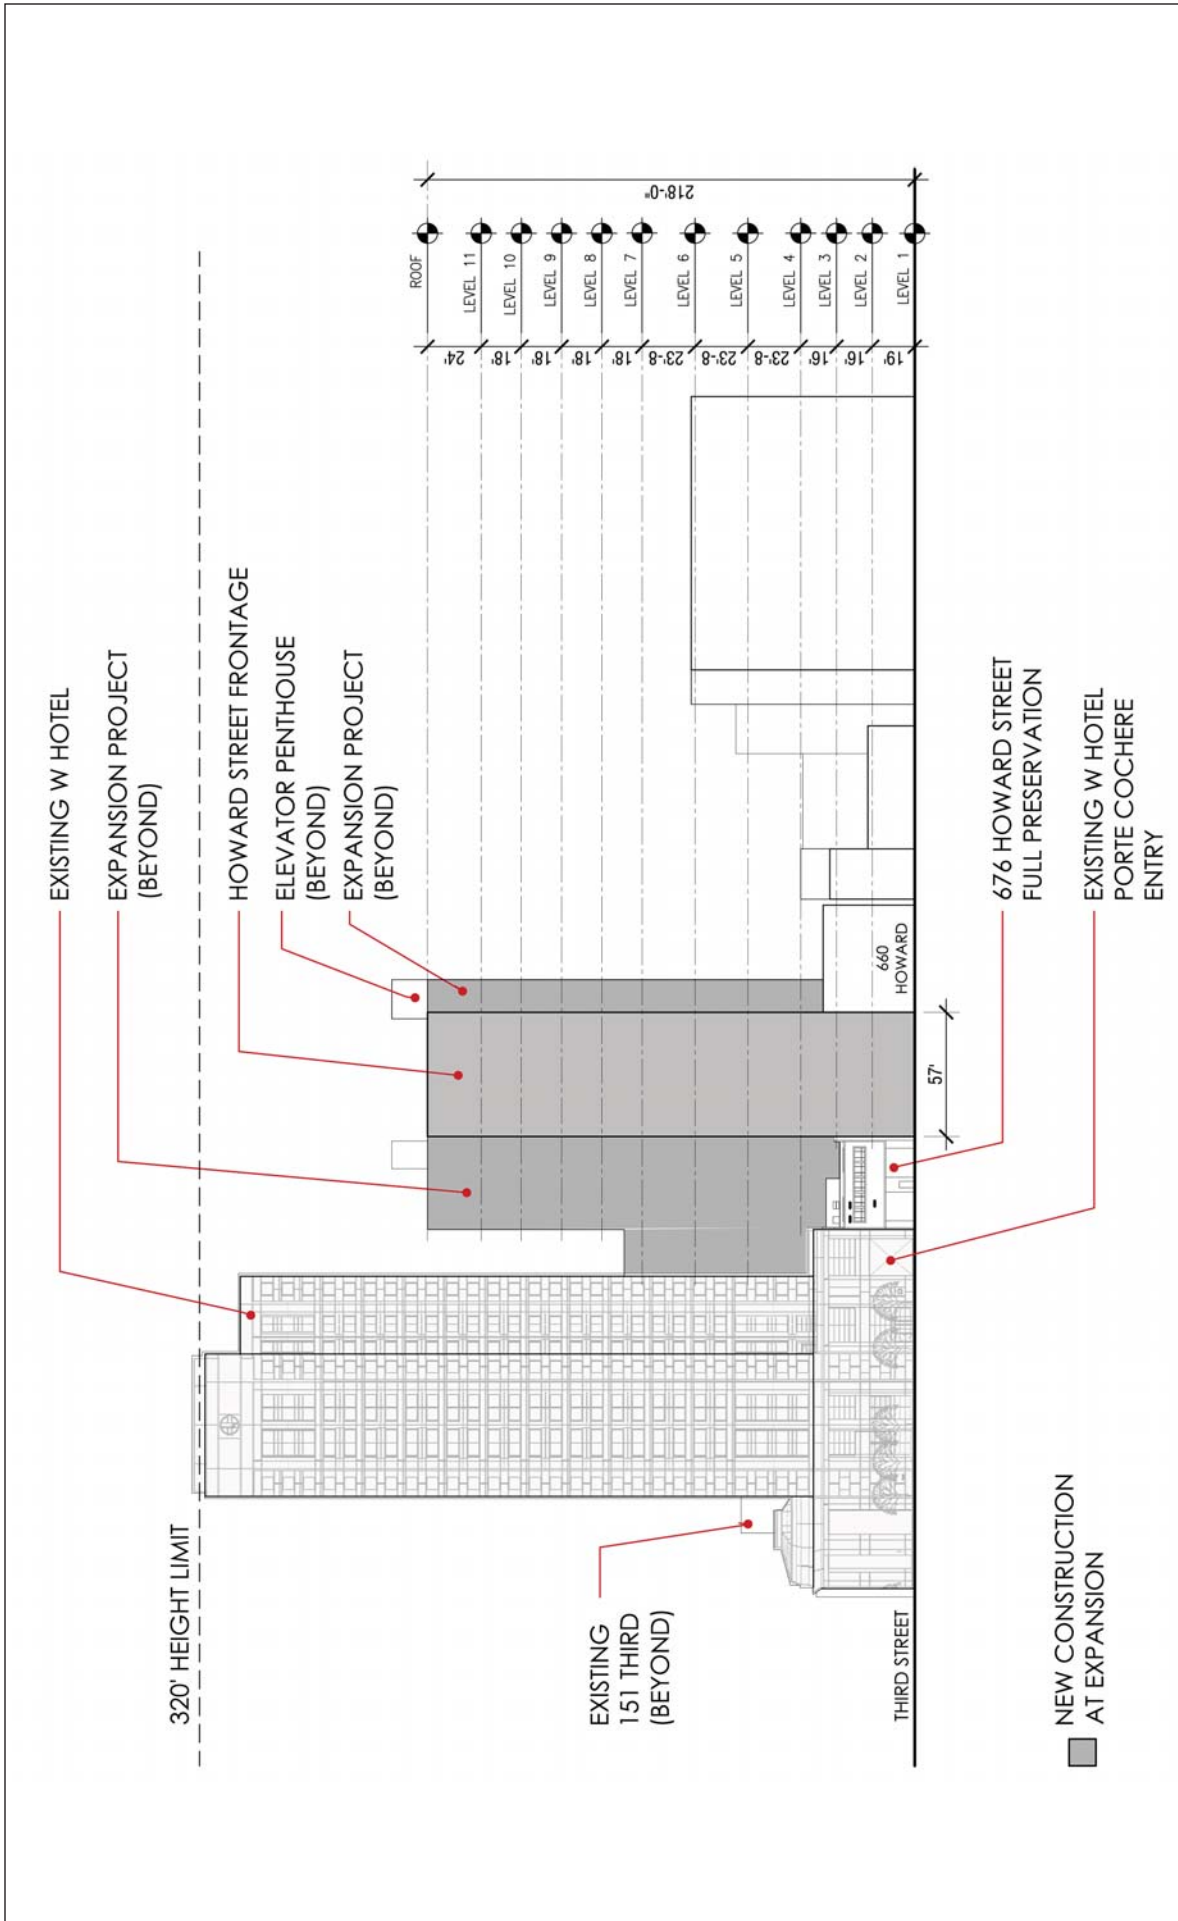 320' HEIGHT LIMIT
EXISTING W HOTEL
EXPANSION PROJECT
(BEYOND)
HOWARD STREET FRONTAGE
ELEVATOR PENTHOUSE
(BEYOND)
EXPANSION PROJECT
(BEYOND)
ROOF
LEVEL 11
LEVEL 10
LEVEL 9
LEVEL 8
LEVEL 7
LEVEL 6
LEVEL 5
LEVEL 4
LEVEL 3
LEVEL 2
LEVEL 1
24'
18'
18'
18'
18'
23'-8
23'-8
23'-8
16'
16'
19'
218'-0"
EXISTING
151 THIRD
(BEYOND)
THIRD STREET
660
HOWARD
57'
676 HOWARD STREET
FULL PRESERVATION
EXISTING W HOTEL
PORTE COCHERE
ENTRY
NEW CONSTRUCTION
AT EXPANSION